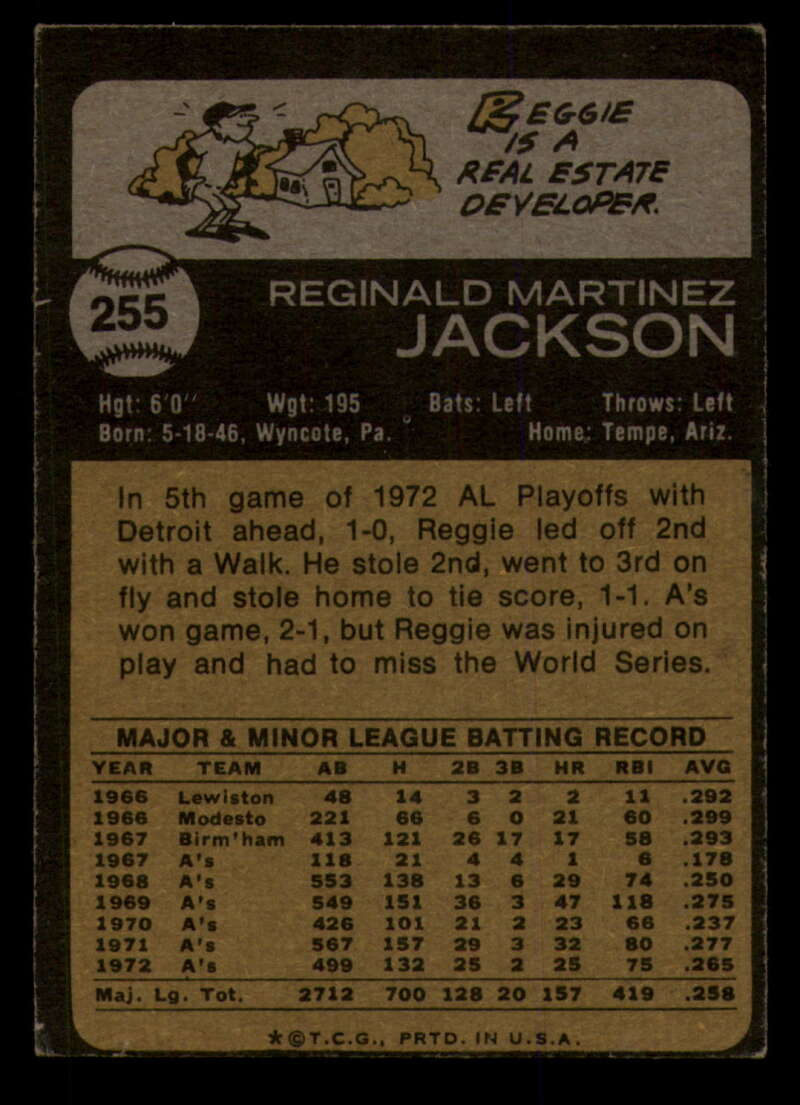 REGGIE
IS A
REAL ESTATE
DEVELOPER.
255
REGINALD MARTINEZ
JACKSON
Hgt: 6'0" Wgt: 195 Bats: Left Throws: Left
Born: 5-18-46, Wyncote, Pa. Home: Tempe, Ariz.
In 5th game of 1972 AL Playoffs with
Detroit ahead, 1-0, Reggie led off 2nd
with a Walk. He stole 2nd, went to 3rd on
fly and stole home to tie score, 1-1. A's
won game, 2-1, but Reggie was injured on
play and had to miss the World Series.
MAJOR & MINOR LEAGUE BATTING RECORD
YEAR TEAM AB H 2B 3B HR RBI AVG
1966 Lewiston 48 14 3 2 2 11 .292
1966 Modesto 221 66 6 0 21 60 .299
1967 Birm'ham 413 121 26 17 17 58 .293
1967 A's 118 21 4 4 1 6 .178
1968 A's 553 138 13 6 29 74 .250
1969 A's 549 151 36 3 47 118 .275
1970 A's 426 101 21 2 23 66 .237
1971 A's 567 157 29 3 32 80 .277
1972 A's 499 132 25 2 25 75 .265
Maj. Lg. Tot. 2712 700 128 20 157 419 .258
*©T.C.G., PRTD. IN U.S.A.